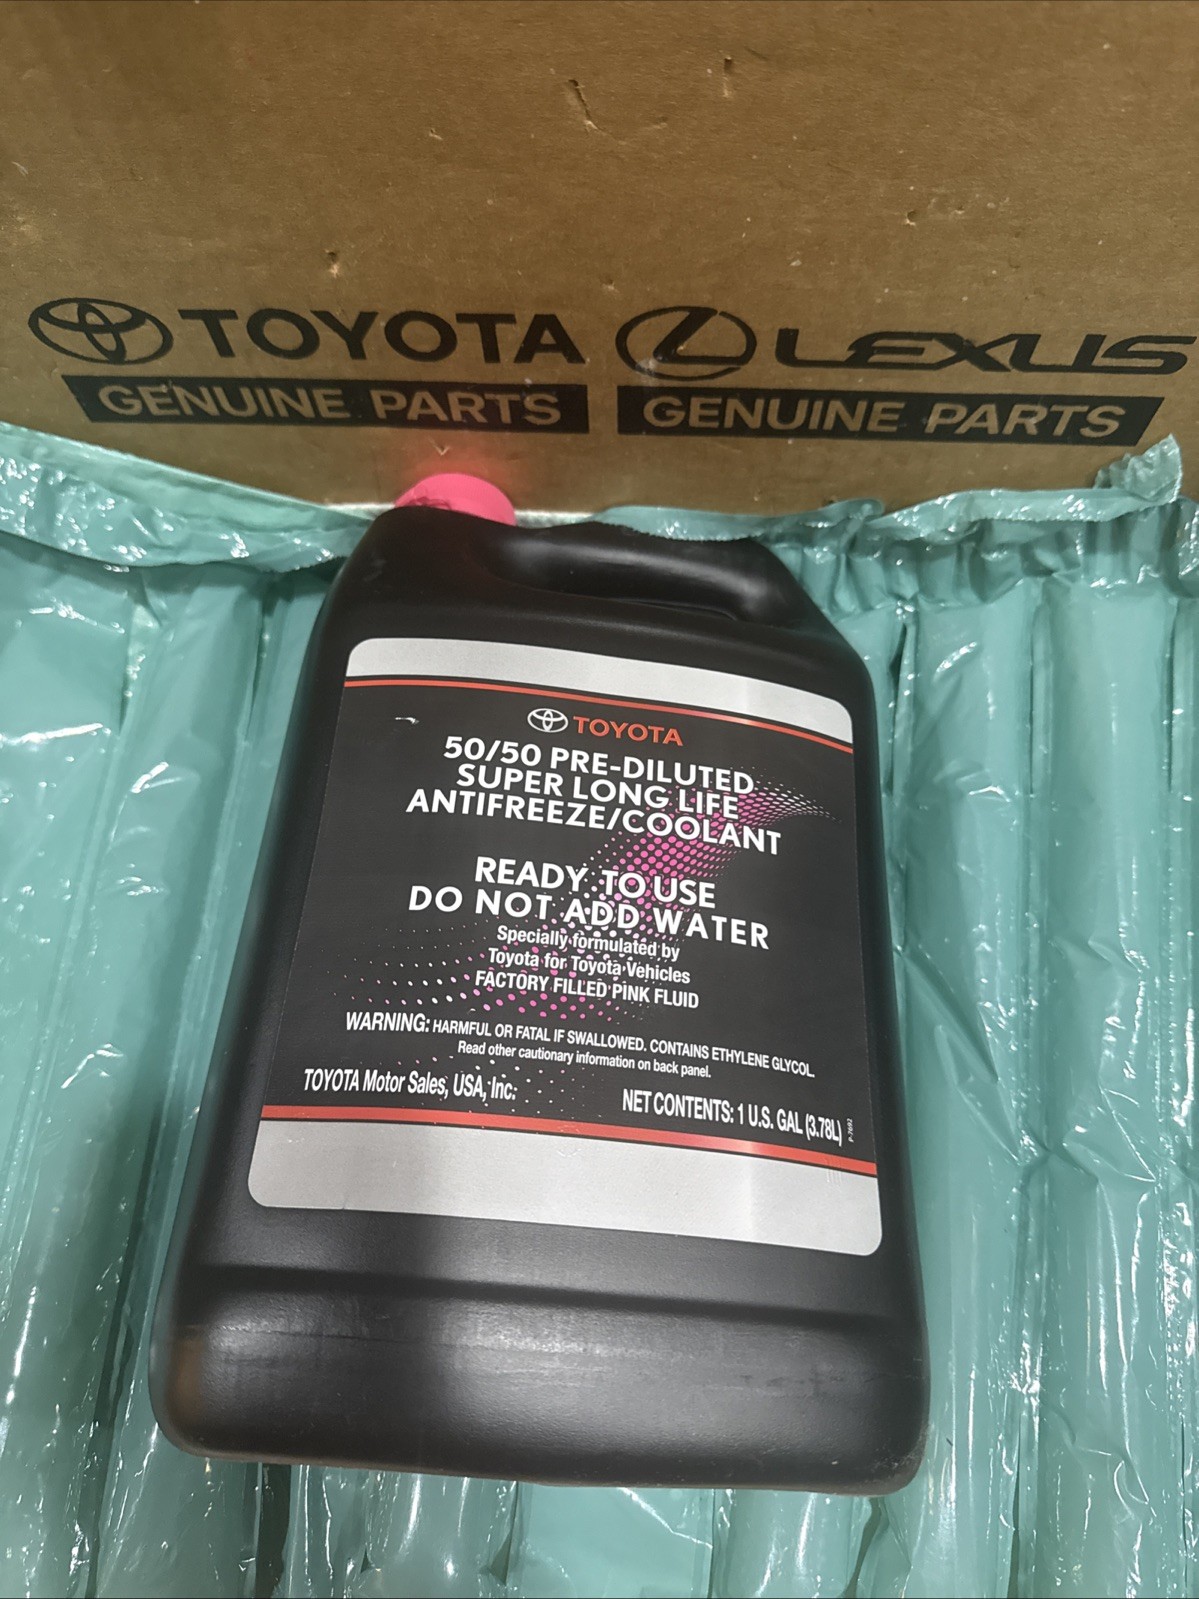 TOYOTA LEXUS
GENUINE PARTS GENUINE PARTS
TOYOTA
50/50 PRE-DILUTED
SUPER LONG LIFE
ANTIFREEZE/COOLANT
READY TO USE
DO NOT ADD WATER
Specially formulated by
Toyota for Toyota Vehicles
FACTORY FILLED PINK FLUID
WARNING: HARMFUL OR FATAL IF SWALLOWED. CONTAINS ETHYLENE GLYCOL.
Read other cautionary information on back panel.
TOYOTA Motor Sales, USA, Inc.
NET CONTENTS: 1 U.S. GAL (3.78L)
P-7692